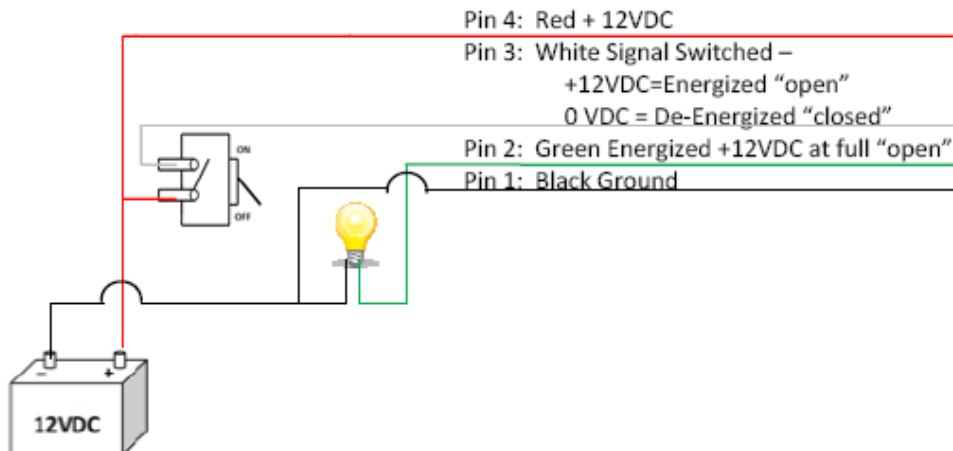 Pin 4: Red + 12VDC
Pin 3: White Signal Switched –
+12VDC=Energized “open”
0 VDC = De-Energized “closed”
ON
Pin 2: Green Energized +12VDC at full “open”
Pin 1: Black Ground
OFF
– +
12VDC